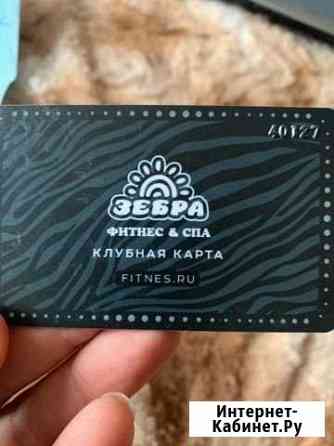 40127
ЗЕБРА
ФИТНЕС & СПА
КЛУБНАЯ КАРТА
FITNES.RU
Интернет-
Кабинет.Ру